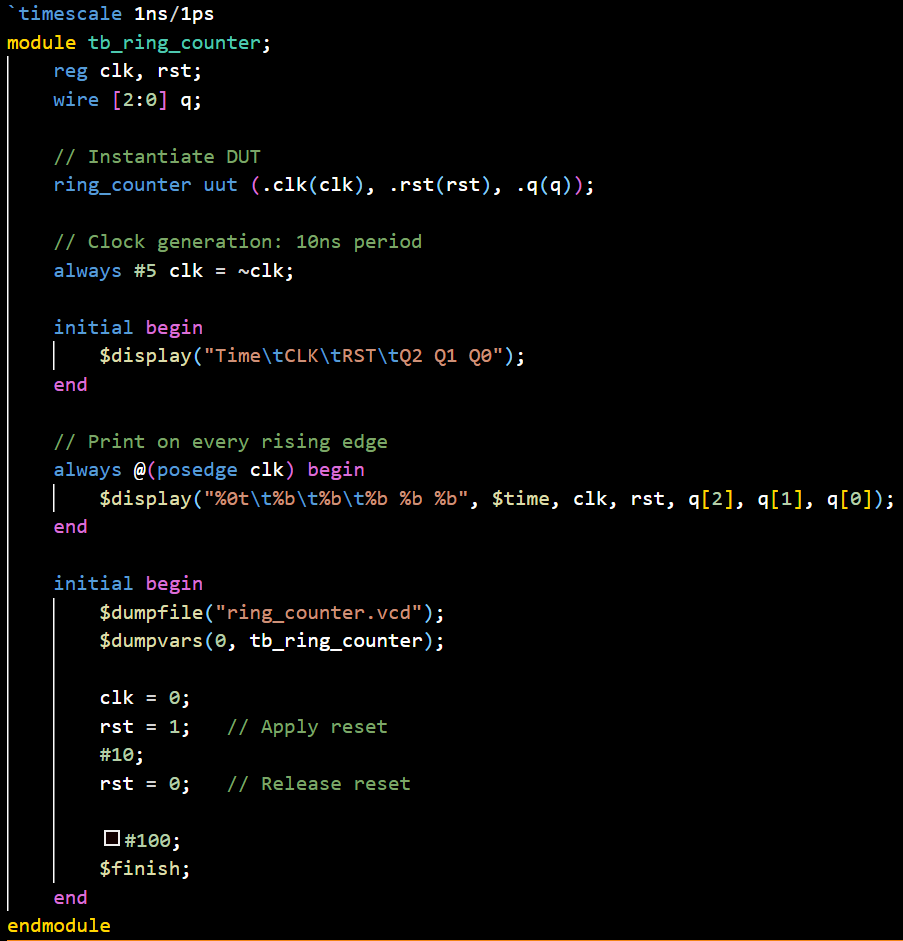 `timescale 1ns/1ps
module tb_ring_counter;
    reg clk, rst;
    wire [2:0] q;

    // Instantiate DUT
    ring_counter uut (.clk(clk), .rst(rst), .q(q));

    // Clock generation: 10ns period
    always #5 clk = ~clk;

    initial begin
        $display("Time\tCLK\tRST\tQ2 Q1 Q0");
    end

    // Print on every rising edge
    always @(posedge clk) begin
        $display("%0t\t%b\t%b\t%b %b %b", $time, clk, rst, q[2], q[1], q[0]);
    end

    initial begin
        $dumpfile("ring_counter.vcd");
        $dumpvars(0, tb_ring_counter);

        clk = 0;
        rst = 1;   // Apply reset
        #10;
        rst = 0;   // Release reset

        #100;
        $finish;
    end
endmodule